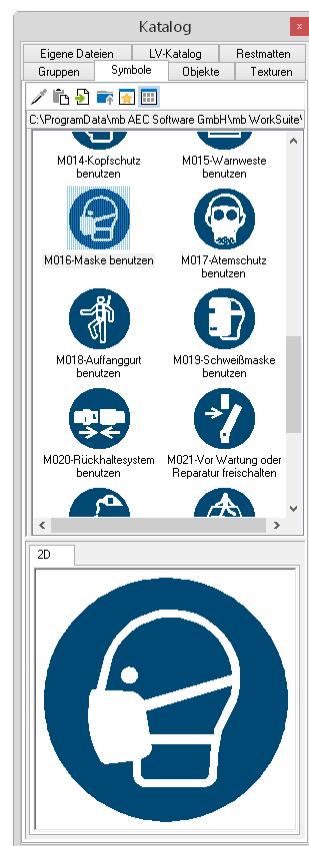 Katalog
x
Eigene Dateien LV-Katalog Restmatten
Gruppen Symbole Objekte Texturen
C:\ProgramData\mb AEC Software GmbH\mb WorkSuite\
M014-Kopfschutz benutzen
M015-Warnweste benutzen
M016-Maske benutzen
M017-Atemschutz benutzen
M018-Auffanggurt benutzen
M019-Schweißmaske benutzen
M020-Rückhaltesystem benutzen
M021-Vor Wartung oder Reparatur freischalten
2D